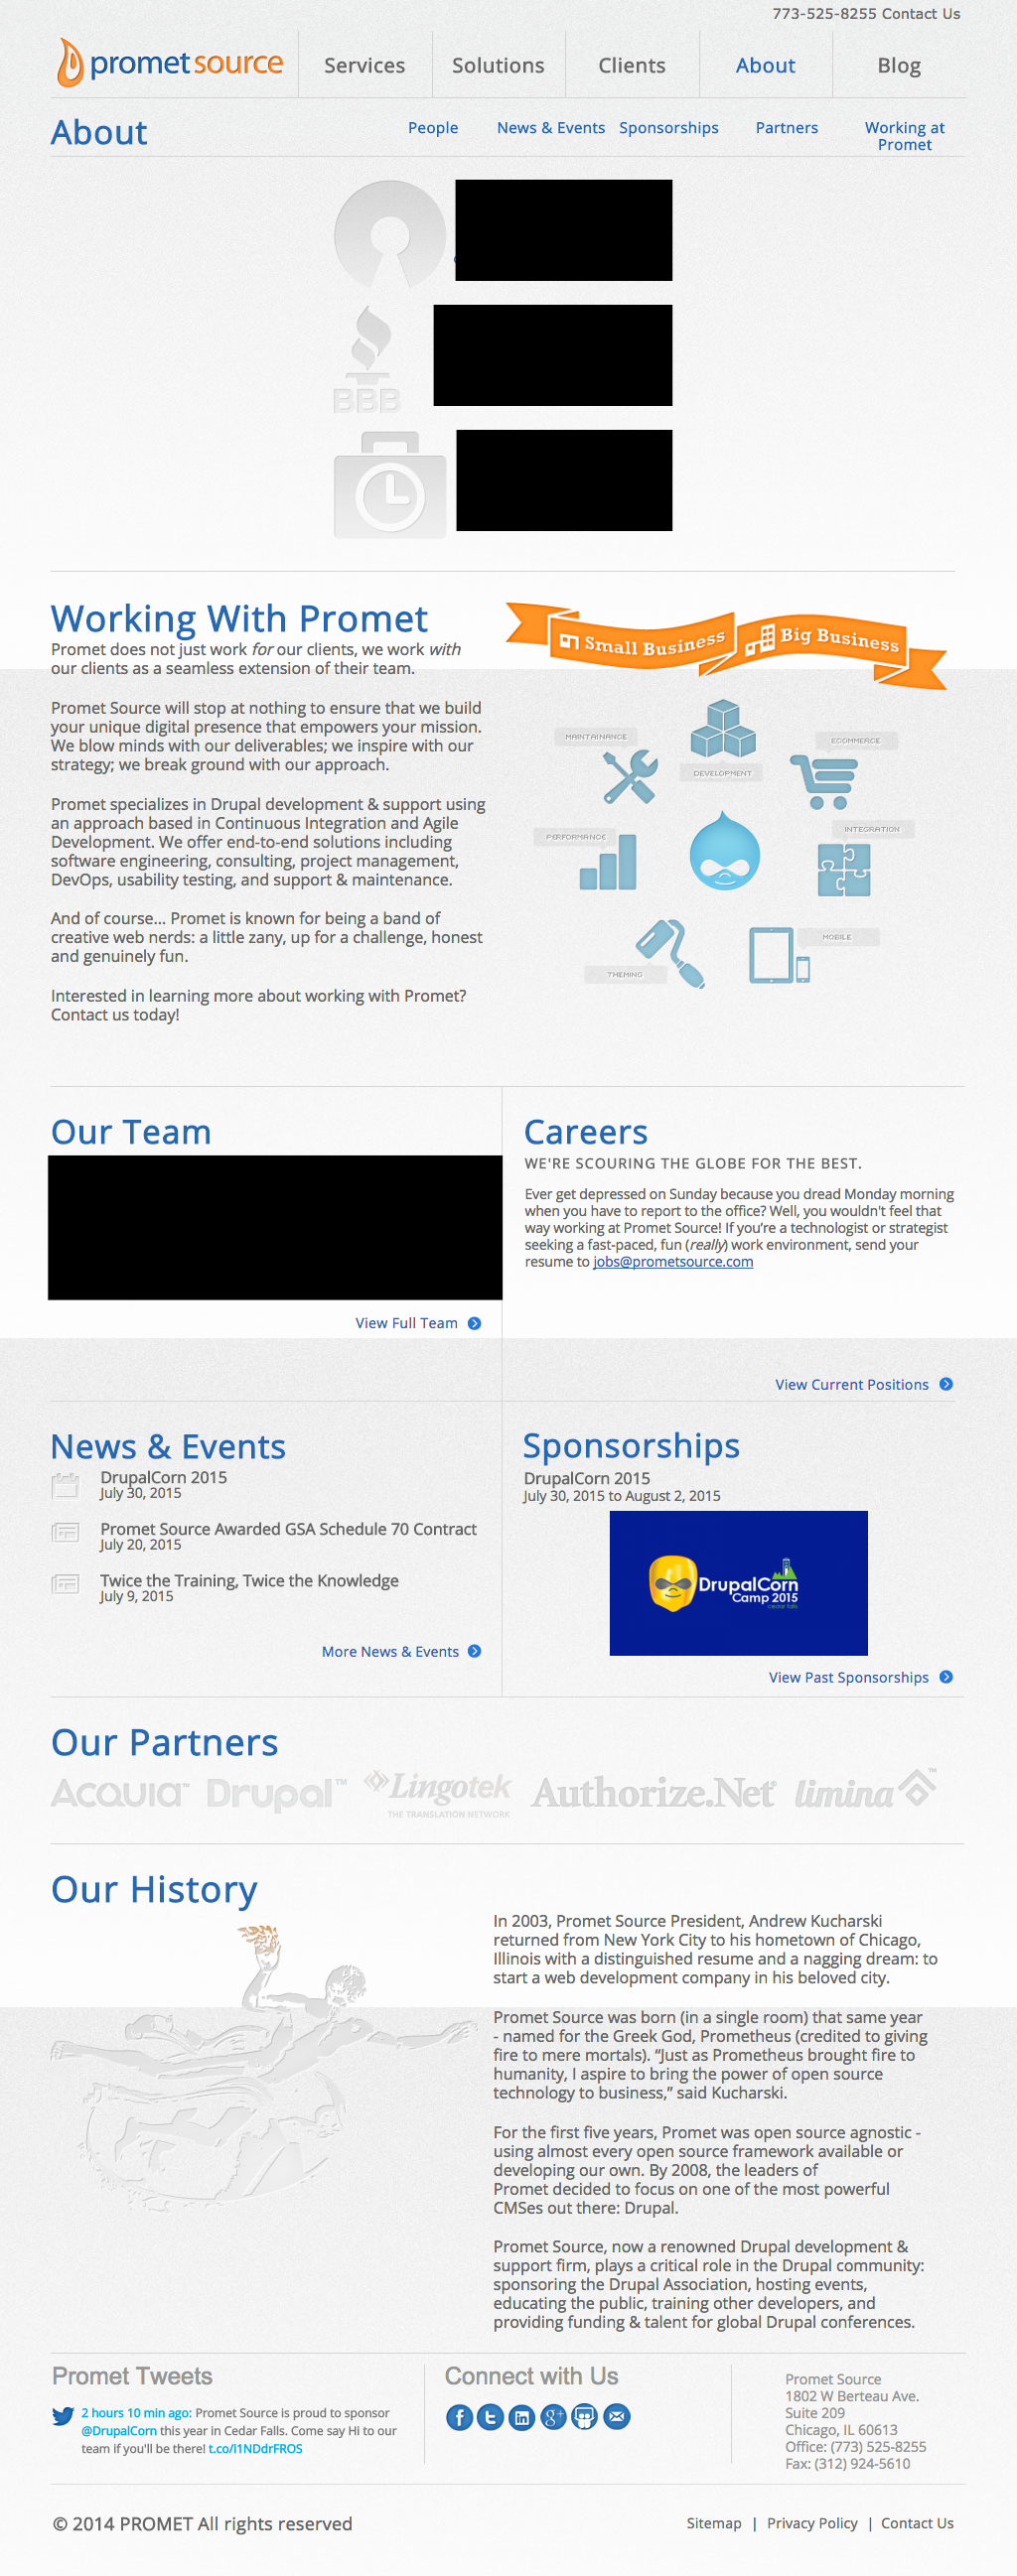 773-525-8255 Contact Us
promet source
Services
Solutions
Clients
About
Blog
About
People
News & Events
Sponsorships
Partners
Working at
Promet
BBB
Working With Promet
Promet does not just work for our clients, we work with
our clients as a seamless extension of their team.
Promet Source will stop at nothing to ensure that we build
your unique digital presence that empowers your mission.
We blow minds with our deliverables; we inspire with our
strategy; we break ground with our approach.
Promet specializes in Drupal development & support using
an approach based in Continuous Integration and Agile
Development. We offer end-to-end solutions including
software engineering, consulting, project management,
DevOps, usability testing, and support & maintenance.
And of course... Promet is known for being a band of
creative web nerds: a little zany, up for a challenge, honest
and genuinely fun.
Interested in learning more about working with Promet?
Contact us today!
Small Business
Big Business
MAINTAINANCE
DEVELOPMENT
ECOMMERCE
PERFORMANCE
INTEGRATION
THEMING
MOBILE
Our Team
View Full Team
Careers
WE'RE SCOURING THE GLOBE FOR THE BEST.
Ever get depressed on Sunday because you dread Monday morning
when you have to report to the office? Well, you wouldn't feel that
way working at Promet Source! If you're a technologist or strategist
seeking a fast-paced, fun (really) work environment, send your
resume to jobs@prometsource.com
View Current Positions
News & Events
DrupalCorn 2015
July 30, 2015
Promet Source Awarded GSA Schedule 70 Contract
July 20, 2015
Twice the Training, Twice the Knowledge
July 9, 2015
More News & Events
Sponsorships
DrupalCorn 2015
July 30, 2015 to August 2, 2015
DrupalCorn
Camp 2015
cedar falls
View Past Sponsorships
Our Partners
ACQUIA™
Drupal™
Lingotek
THE TRANSLATION NETWORK
Authorize.Net
limina™
Our History
In 2003, Promet Source President, Andrew Kucharski
returned from New York City to his hometown of Chicago,
Illinois with a distinguished resume and a nagging dream: to
start a web development company in his beloved city.
Promet Source was born (in a single room) that same year
- named for the Greek God, Prometheus (credited to giving
fire to mere mortals). “Just as Prometheus brought fire to
humanity, I aspire to bring the power of open source
technology to business,” said Kucharski.
For the first five years, Promet was open source agnostic -
using almost every open source framework available or
developing our own. By 2008, the leaders of
Promet decided to focus on one of the most powerful
CMSes out there: Drupal.
Promet Source, now a renowned Drupal development &
support firm, plays a critical role in the Drupal community:
sponsoring the Drupal Association, hosting events,
educating the public, training other developers, and
providing funding & talent for global Drupal conferences.
Promet Tweets
2 hours 10 min ago: Promet Source is proud to sponsor
@DrupalCorn this year in Cedar Falls. Come say Hi to our
team if you'll be there! t.co/i1NDdrFROS
Connect with Us
Promet Source
1802 W Berteau Ave.
Suite 209
Chicago, IL 60613
Office: (773) 525-8255
Fax: (312) 924-5610
© 2014 PROMET All rights reserved
Sitemap | Privacy Policy | Contact Us